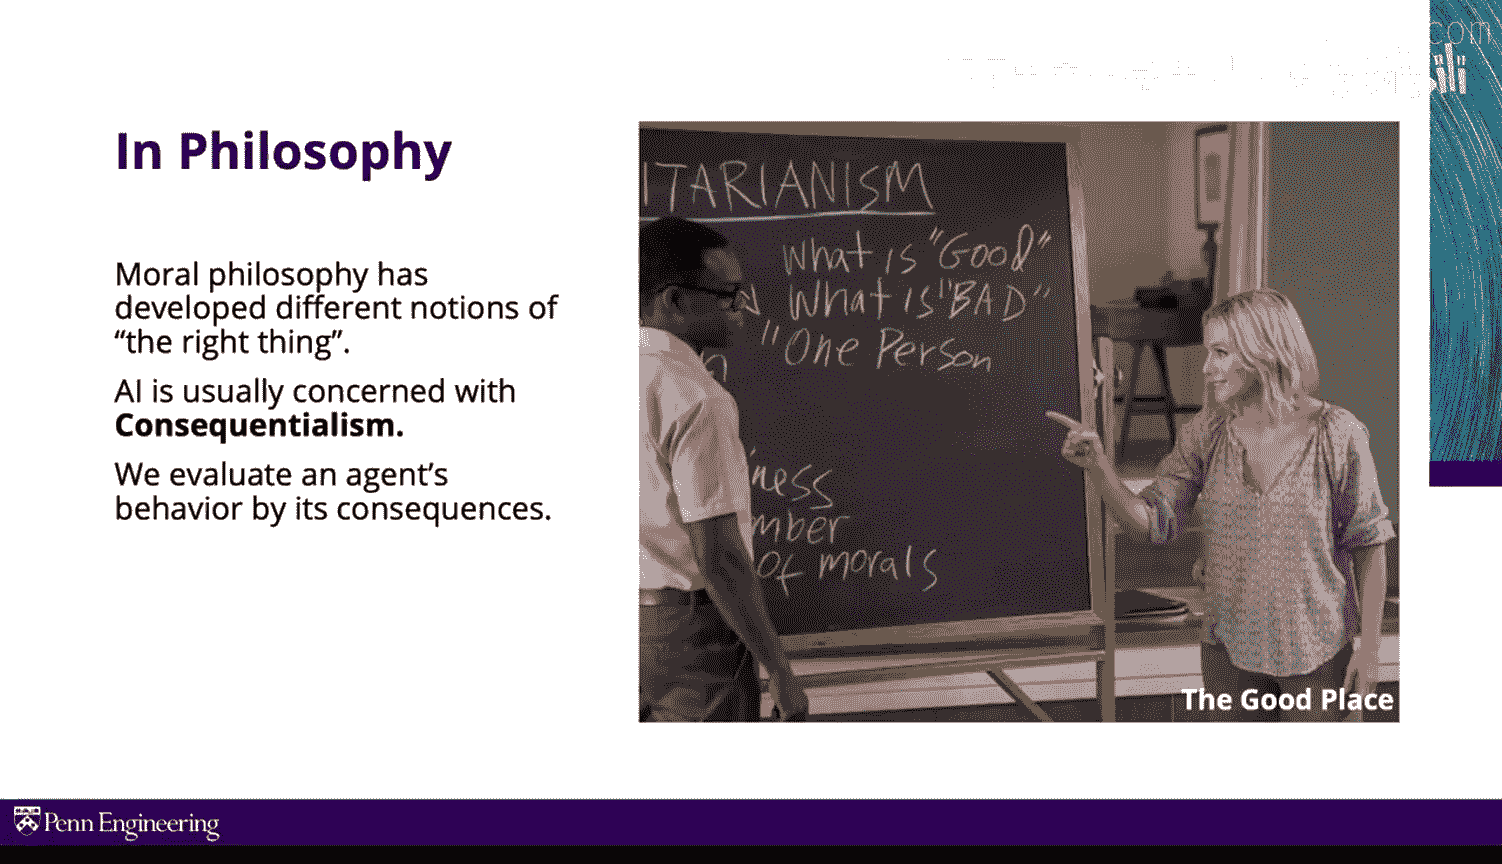 com
In Philosophy
Moral philosophy has
developed different notions of
“the right thing”.
AI is usually concerned with
Consequentialism.
We evaluate an agent’s
behavior by its consequences.
ITARIANISM
What is "Good"
What is "BAD"
"One Person
ness
mber
of morals
The Good Place
Penn Engineering